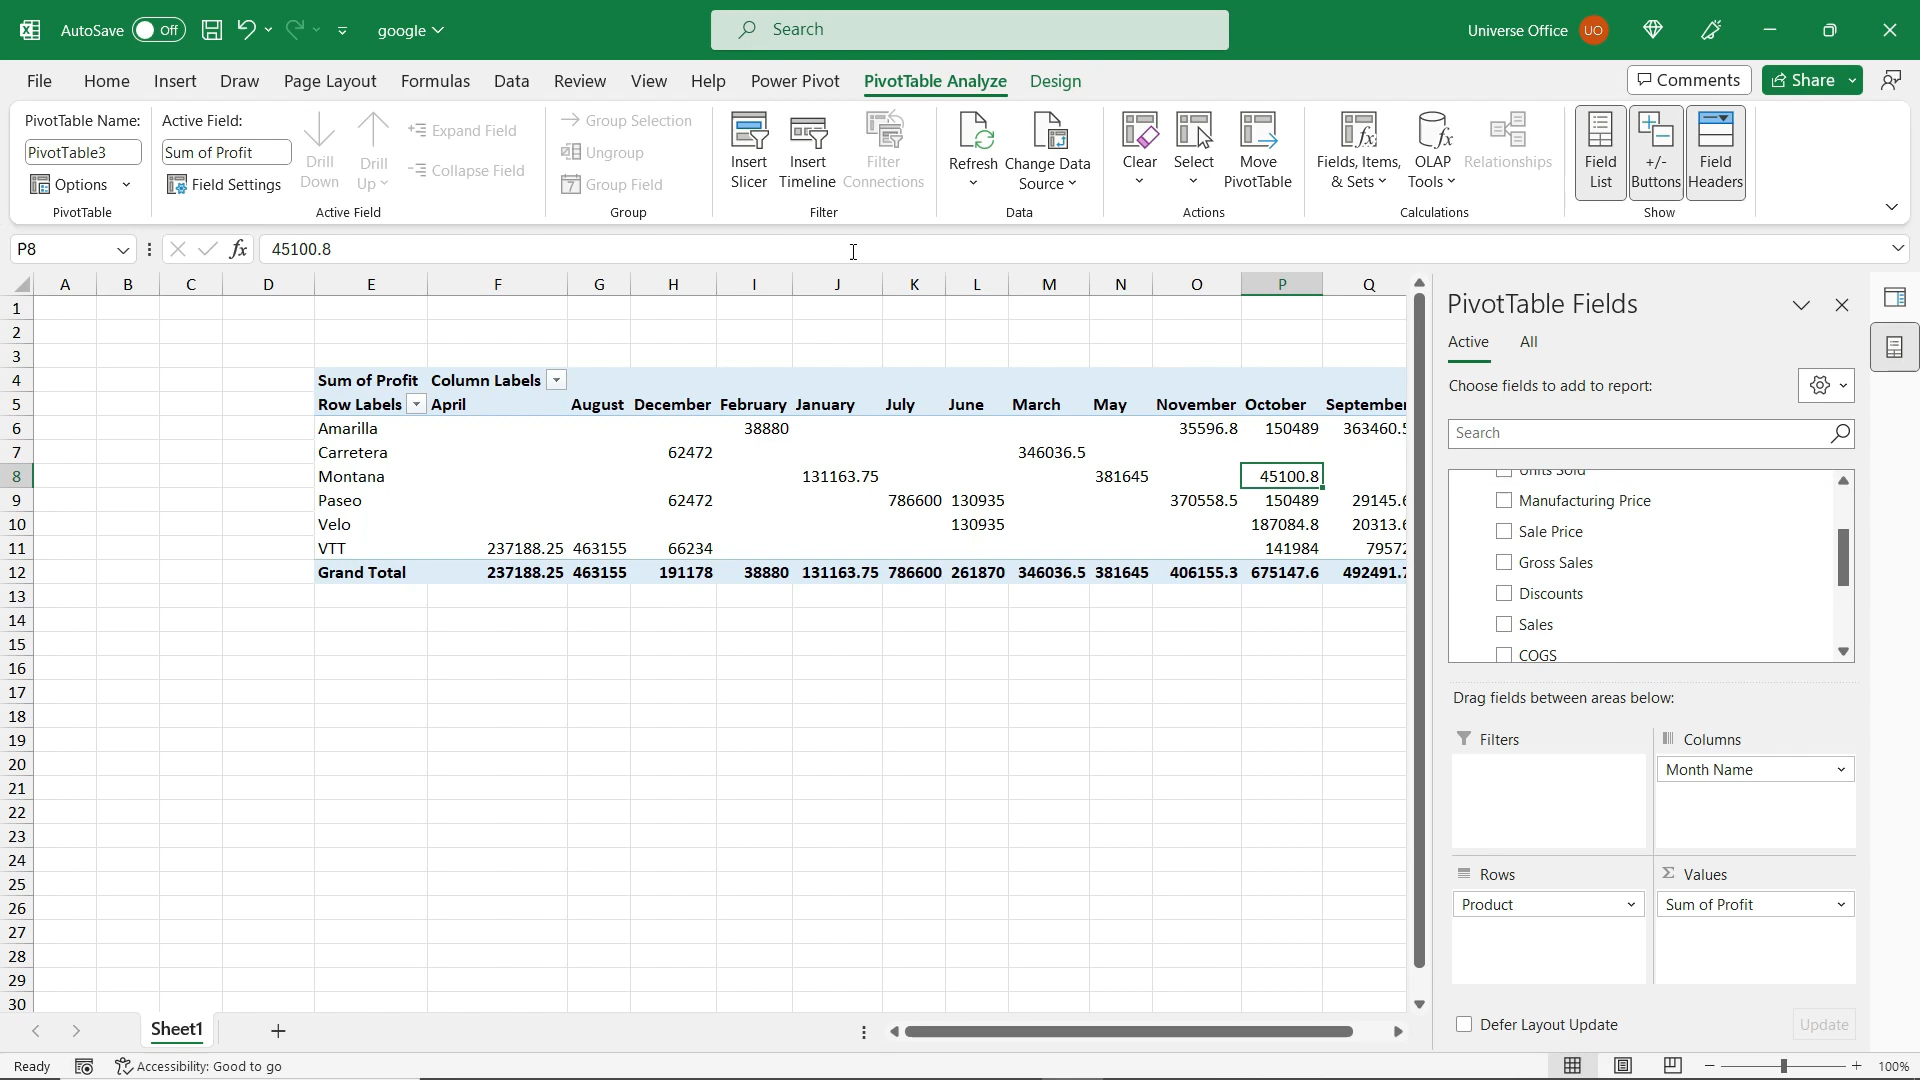 AutoSave Off google Search Universe Office UO
File Home Insert Draw Page Layout Formulas Data Review View Help Power Pivot PivotTable Analyze Design Comments Share
PivotTable Name: Active Field:
PivotTable3 Sum of Profit
Options Field Settings
Drill Down
Drill Up
Expand Field
Collapse Field
Group Selection
Ungroup
7 Group Field
Insert Slicer
Insert Timeline
Filter Connections
Refresh
Change Data Source
Clear
Select
Move PivotTable
Fields, Items, & Sets
OLAP Tools
Relationships
Field List
+/- Buttons
Field Headers
PivotTable Active Field Group Filter Data Actions Calculations Show
P8 fx 45100.8
A B C D E F G H I J K L M N O P Q
1
2
3
4 Sum of Profit Column Labels
5 Row Labels April August December February January July June March May November October September
6 Amarilla 38880 35596.8 150489
7 Carretera 62472 346036.5
8 Montana 131163.75 381645 45100.8
9 Paseo 62472 786600 130935 370558.5 150489
10 Velo 130935 187084.8
11 VTT 237188.25 463155 66234 141984
12 Grand Total 237188.25 463155 191178 38880 131163.75 786600 261870 346036.5 381645 406155.3 675147.6
13
14
15
16
17
18
19
20
21
22
23
24
25
26
27
28
29
30
PivotTable Fields
Active All
Choose fields to add to report:
Search
Units Sold
Manufacturing Price
Sale Price
Gross Sales
Discounts
Sales
COGS
Drag fields between areas below:
Filters Columns
Month Name
Rows Values
Product Sum of Profit
Defer Layout Update Update
Sheet1
Ready Accessibility: Good to go 100%